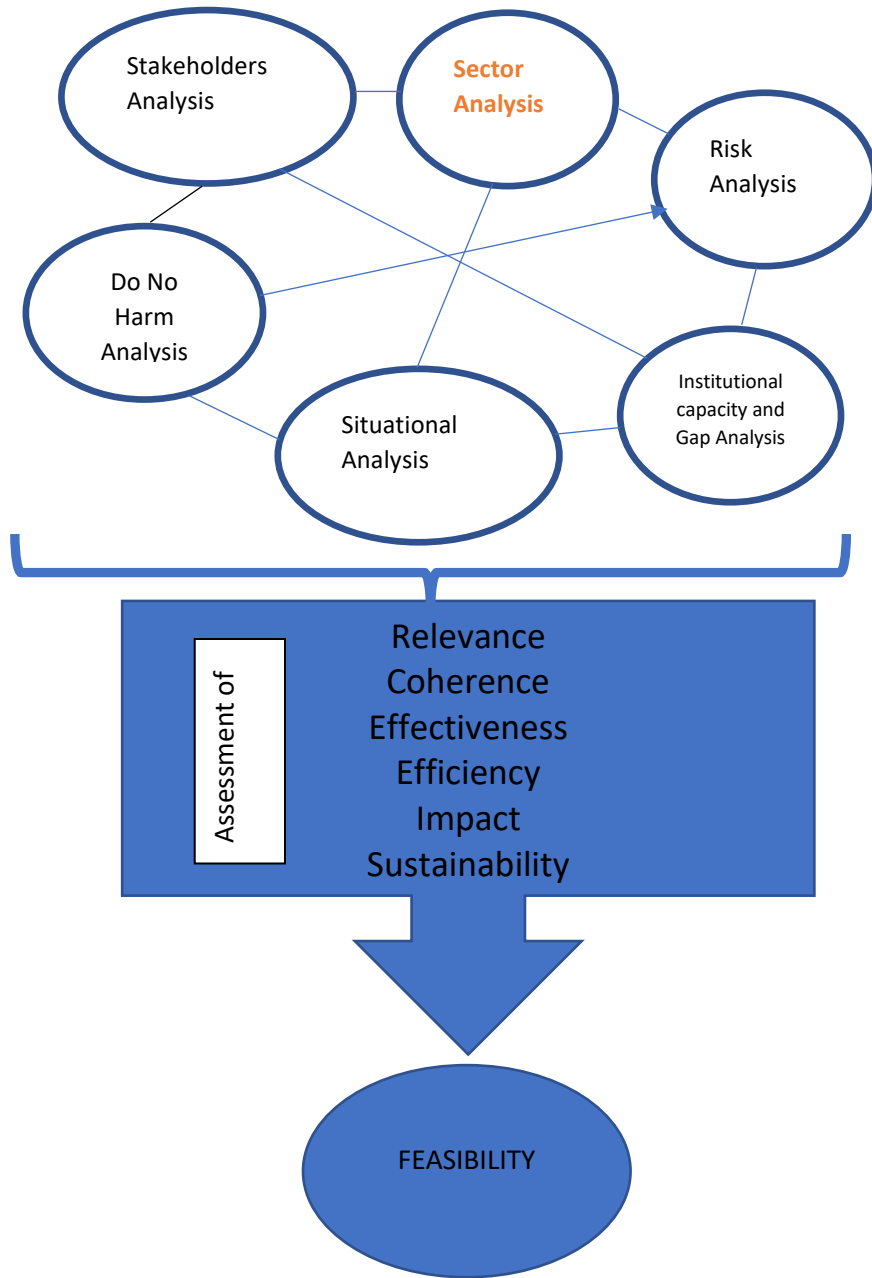 Stakeholders
Analysis
Sector
Analysis
Risk
Analysis
Do No
Harm
Analysis
Situational
Analysis
Institutional
capacity and
Gap Analysis
Assessment of
Relevance
Coherence
Effectiveness
Efficiency
Impact
Sustainability
FEASIBILITY